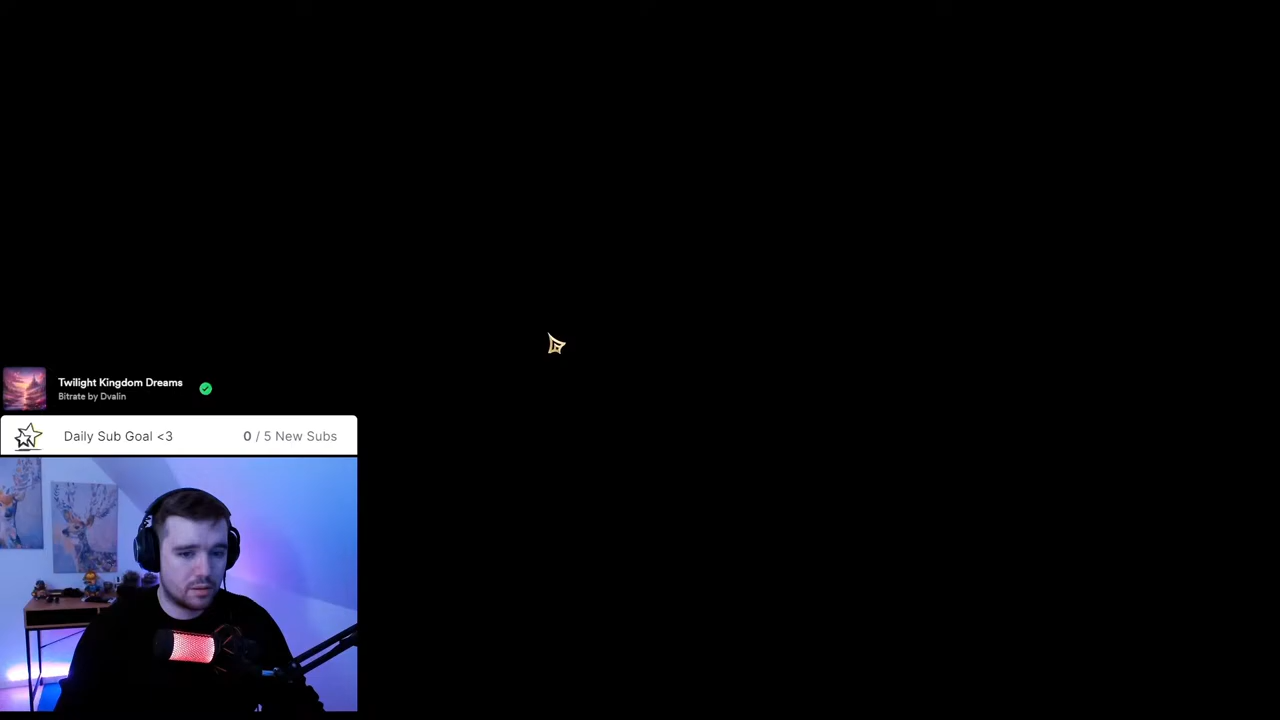 Twilight Kingdom Dreams
Bitrate by Dvalin
Daily Sub Goal <3 0 / 5 New Subs